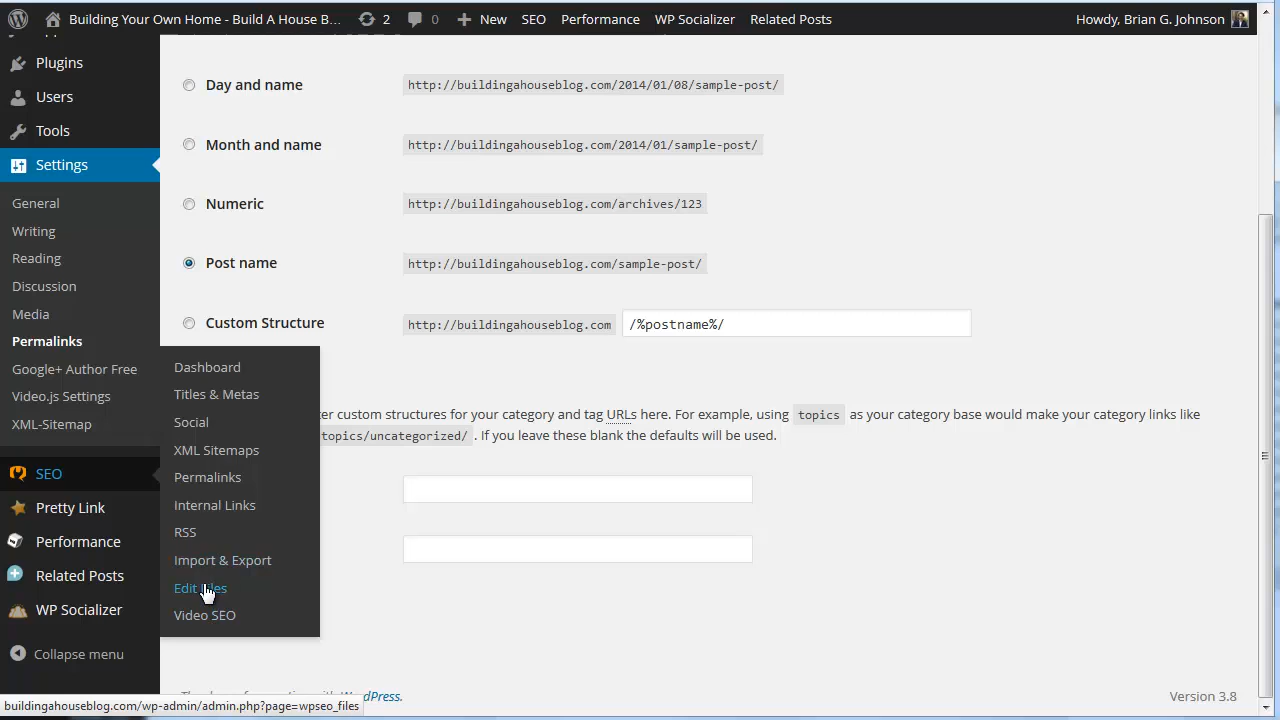 Building Your Own Home - Build A House B... 2 0 New SEO Performance WP Socializer Related Posts Howdy, Brian G. Johnson
Plugins
Users
Tools
Settings
General
Writing
Reading
Discussion
Media
Permalinks
Google+ Author Free
Video.js Settings
XML-Sitemap
SEO
Pretty Link
Performance
Related Posts
WP Socializer
Collapse menu
Dashboard
Titles & Metas
Social
XML Sitemaps
Permalinks
Internal Links
RSS
Import & Export
Edit Files
Video SEO
Day and name http://buildingahouseblog.com/2014/01/08/sample-post/
Month and name http://buildingahouseblog.com/2014/01/sample-post/
Numeric http://buildingahouseblog.com/archives/123
Post name http://buildingahouseblog.com/sample-post/
Custom Structure http://buildingahouseblog.com /%postname%/
ter custom structures for your category and tag URLs here. For example, using topics as your category base would make your category links like
topics/uncategorized/ . If you leave these blank the defaults will be used.
WordPress.
Version 3.8
buildingahouseblog.com/wp-admin/admin.php?page=wpseo_files